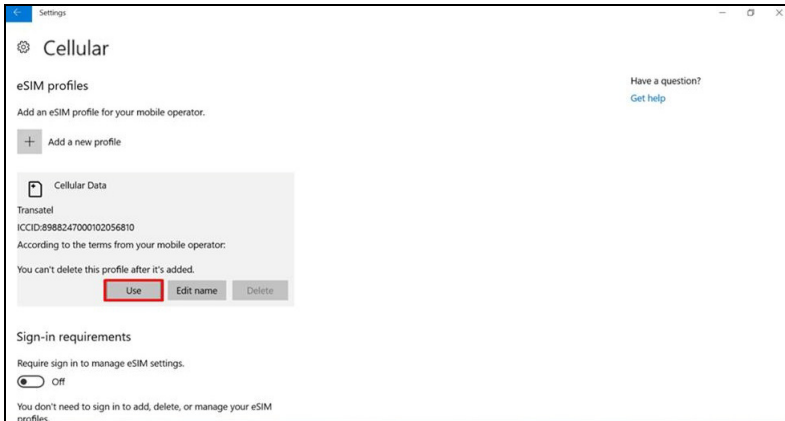 Settings
Cellular
eSIM profiles
Add an eSIM profile for your mobile operator.
Add a new profile
Cellular Data
Transatel
ICCID:8988247000102056810
According to the terms from your mobile operator:
You can't delete this profile after it's added.
Use Edit name Delete
Sign-in requirements
Require sign in to manage eSIM settings.
Off
You don't need to sign in to add, delete, or manage your eSIM
profiles.
Have a question?
Get help